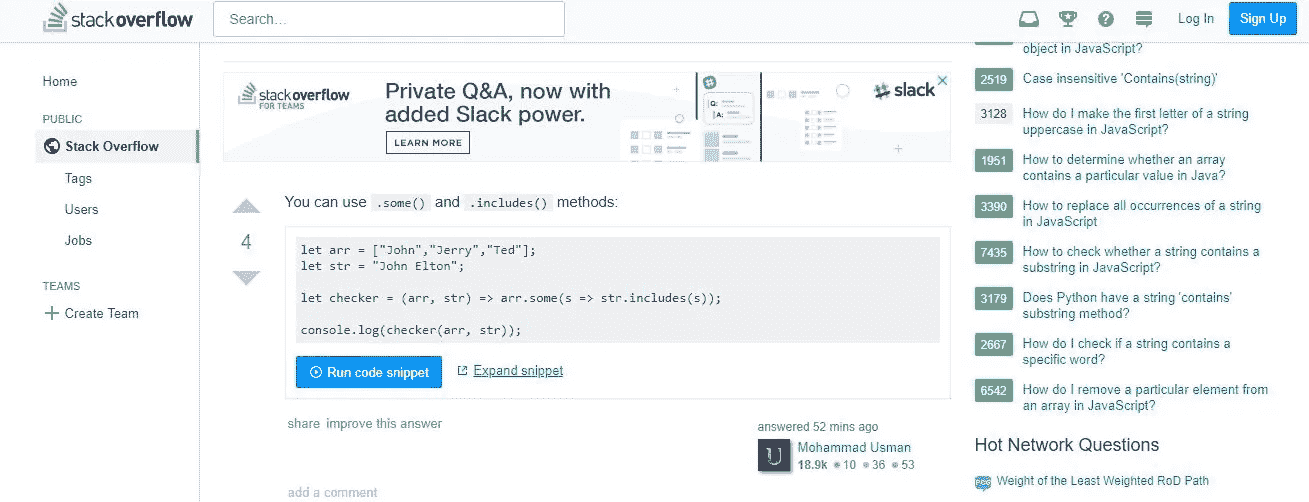 stackoverflow
Search...
Log In
Sign Up
Home
PUBLIC
Stack Overflow
Tags
Users
Jobs
TEAMS
Create Team
stackoverflow
FOR TEAMS
Private Q&A, now with
added Slack power.
LEARN MORE
Q:
A:
slack
4
You can use .some() and .includes() methods:
let arr = ["John","Jerry","Ted"];
let str = "John Elton";
let checker = (arr, str) => arr.some(s => str.includes(s));
console.log(checker(arr, str));
Run code snippet
Expand snippet
share improve this answer
answered 52 mins ago
Mohammad Usman
18.9k 10 36 53
add a comment
object in JavaScript?
2519 Case insensitive 'Contains(string)'
3128 How do I make the first letter of a string
uppercase in JavaScript?
1951 How to determine whether an array
contains a particular value in Java?
3390 How to replace all occurrences of a string
in JavaScript
7435 How to check whether a string contains a
substring in JavaScript?
3179 Does Python have a string 'contains'
substring method?
2667 How do I check if a string contains a
specific word?
6542 How do I remove a particular element from
an array in JavaScript?
Hot Network Questions
Weight of the Least Weighted RoD Path